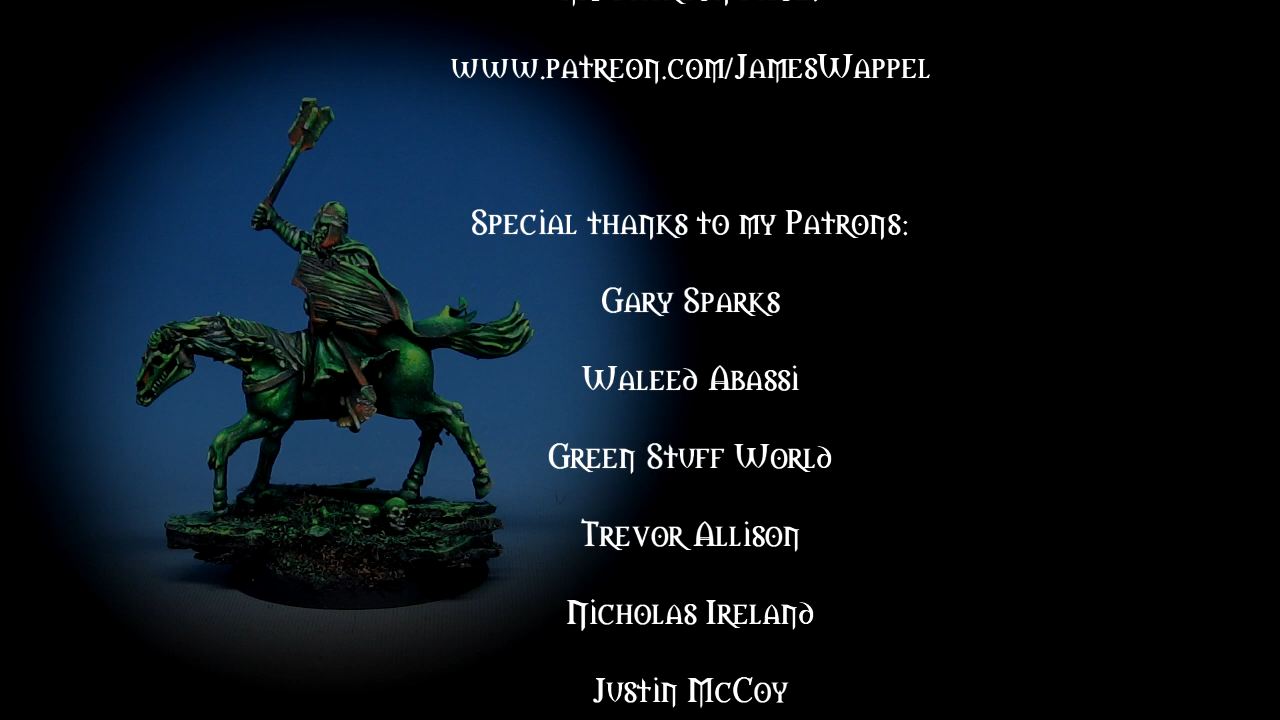 www.patreon.com/JamesWappel
Special thanks to my Patrons:
Gary Sparks
Waleed Abassi
Green Stuff World
Trevor Allison
Nicholas Ireland
Justin McCoy